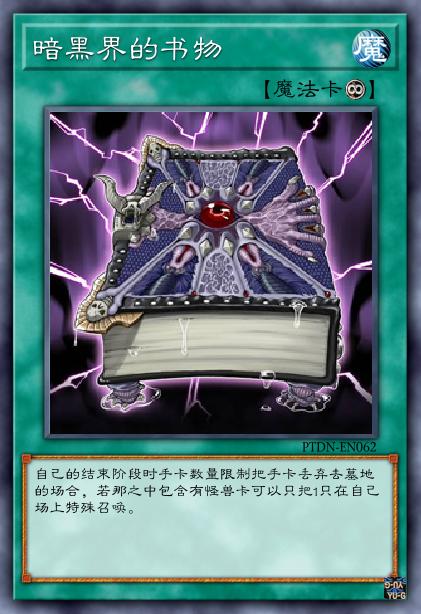 暗黑界的书物
魔
【魔法卡♾】
PTDN-EN062
自己的结束阶段时手卡数量限制把手卡丢弃去墓地
的场合，若那之中包含有怪兽卡可以只把1只在自己
场上特殊召唤。